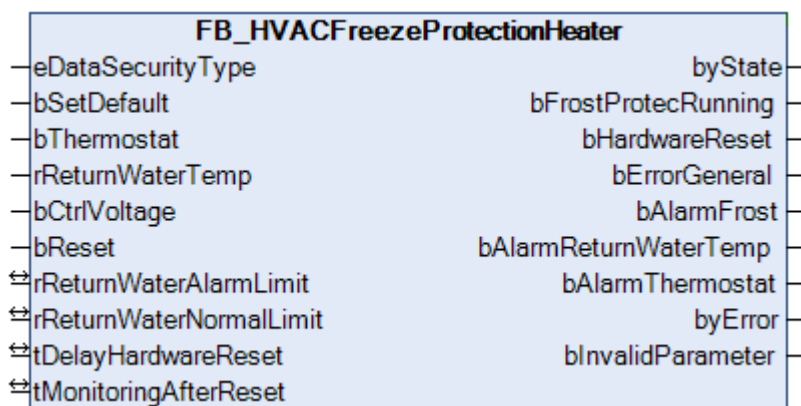 FB_HVACFreezeProtectionHeater
eDataSecurityType byState
bSetDefault bFrostProtecRunning
bThermostat bHardwareReset
rReturnWaterTemp bErrorGeneral
bCtrlVoltage bAlarmFrost
bReset bAlarmReturnWaterTemp
rReturnWaterAlarmLimit bAlarmThermostat
rReturnWaterNormalLimit byError
tDelayHardwareReset bInvalidParameter
tMonitoringAfterReset